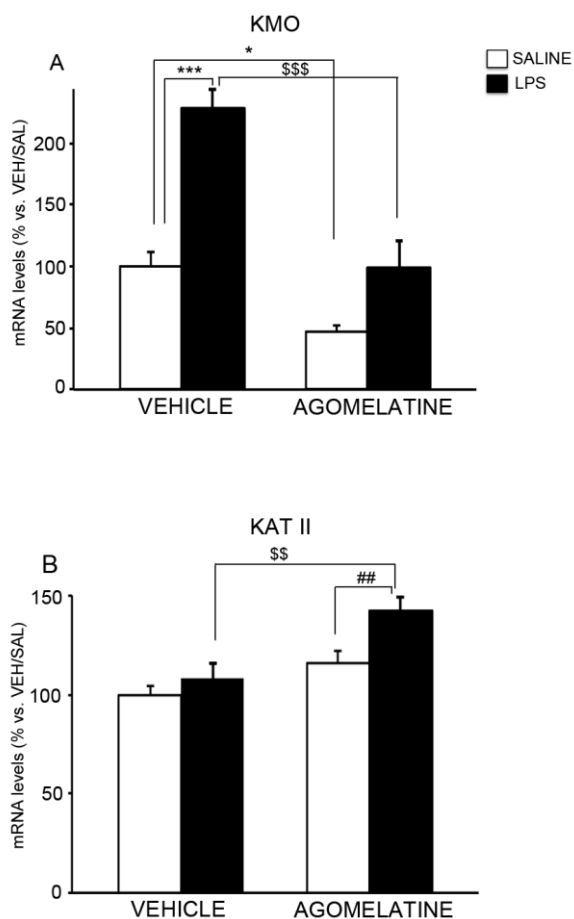 KMO
SALINE
LPS
A
*
***
$$$
mRNA levels (% vs. VEH/SAL)
200
150
100
50
0
VEHICLE AGOMELATINE
KAT II
B
$$
##
mRNA levels (% vs. VEH/SAL)
150
100
50
0
VEHICLE AGOMELATINE